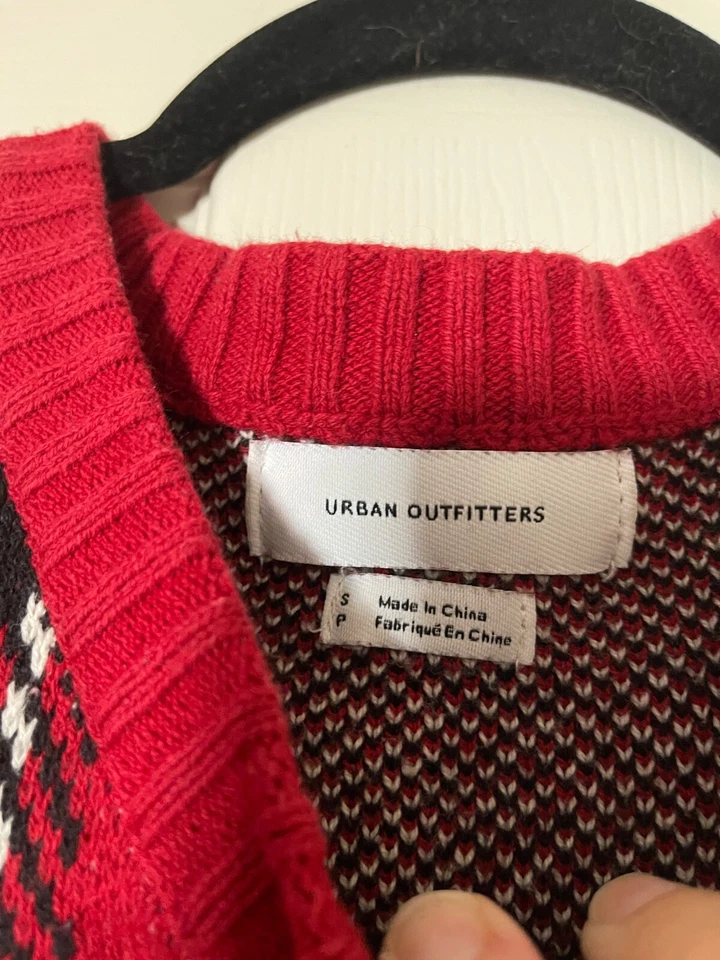 URBAN OUTFITTERS
S Made In China
P Fabriqué En Chine